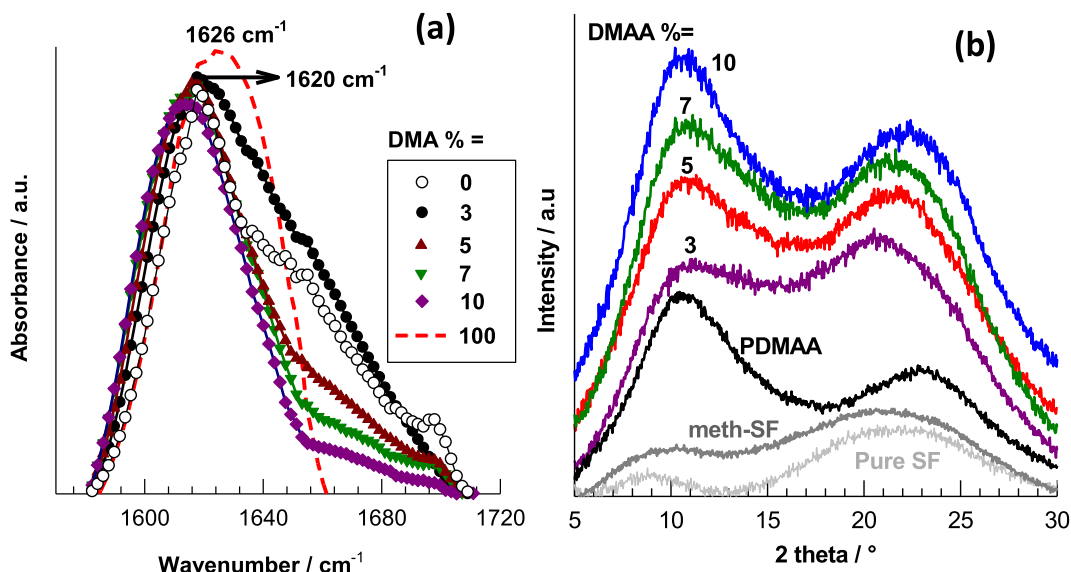 (a)
1626 cm-1
1620 cm-1
DMA % =
0
3
5
7
10
100
Absorbance / a.u.
1600
1640
1680
1720
Wavenumber / cm-1
(b)
DMAA %=
10
7
5
3
PDMAA
meth-SF
Pure SF
Intensity / a.u
5
10
15
20
25
30
2 theta / °